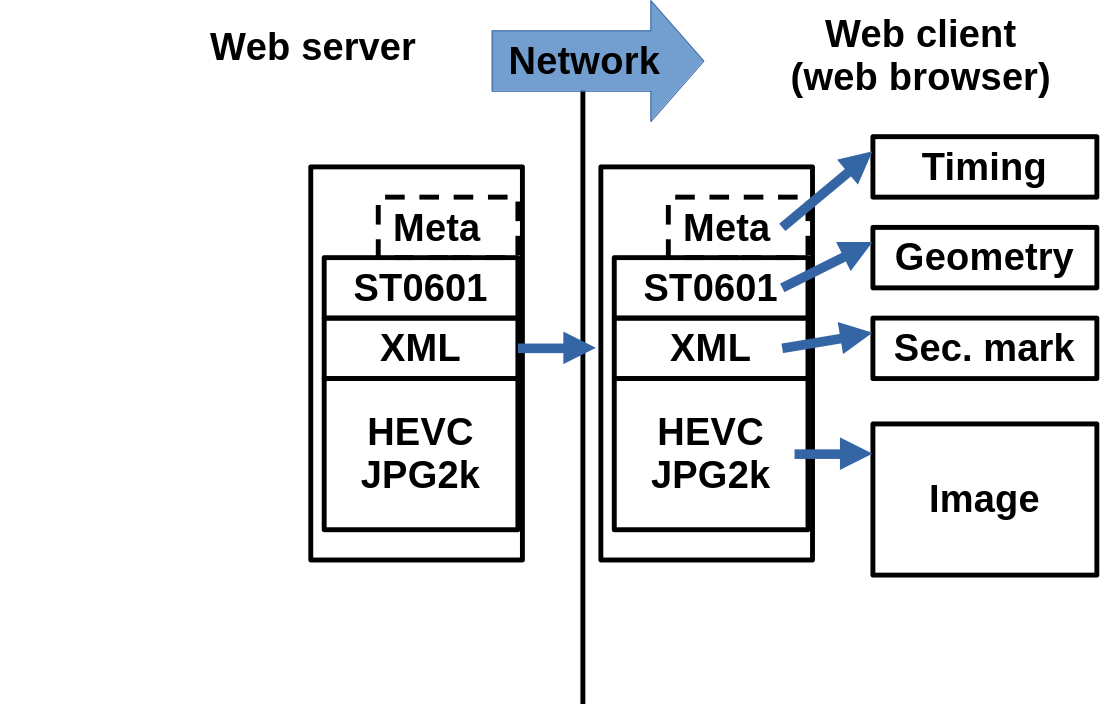 Web server
Network
Web client
(web browser)
Meta
ST0601
XML
HEVC
JPG2k
Meta
ST0601
XML
HEVC
JPG2k
Timing
Geometry
Sec. mark
Image